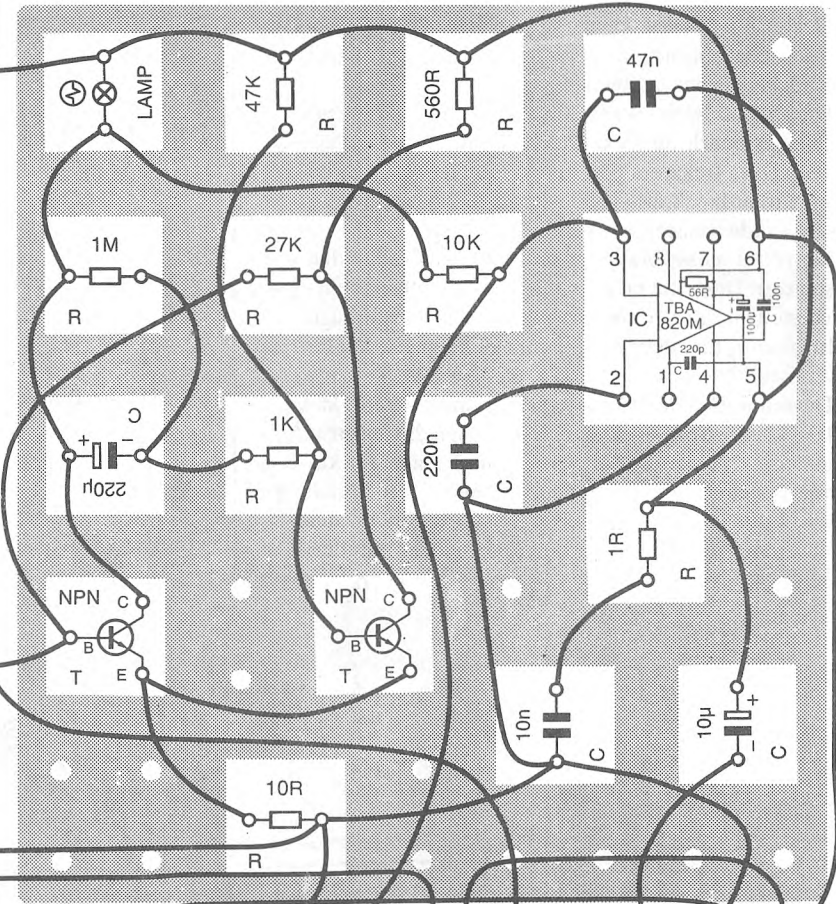 LAMP
47K
R
560R
R
47n
C
1M
R
27K
R
10K
R
3 8 7 6
56R
IC
TBA
820M
100µ
C 100n
220p
C
2 1 4 5
C
+ −
220µ
1K
R
220n
C
1R
R
NPN
C
B
E
T
NPN
C
B
E
T
10n
C
10µ
+
−
C
10R
R